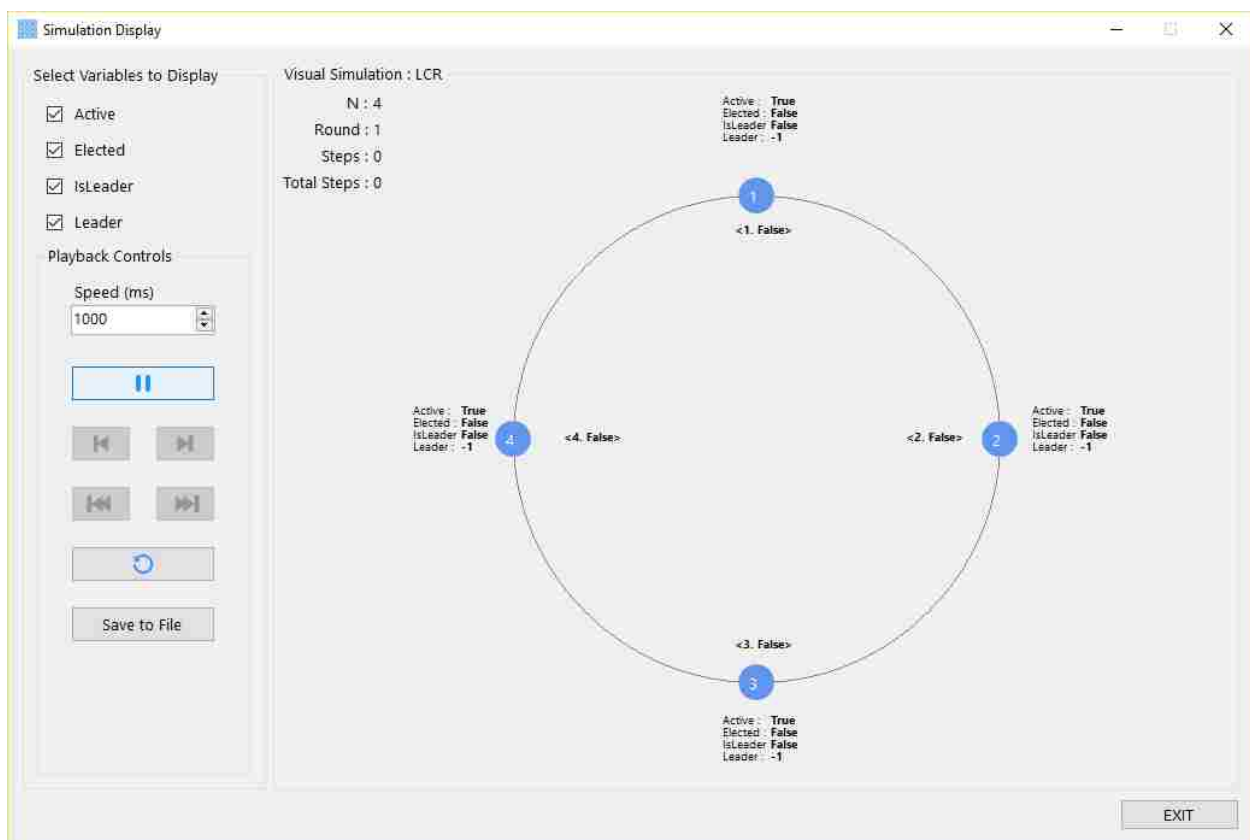 Simulation Display
Select Variables to Display
Active
Elected
IsLeader
Leader
Playback Controls
Speed (ms)
1000
Save to File
Visual Simulation : LCR
N : 4
Round : 1
Steps : 0
Total Steps : 0
Active : True
Elected : False
IsLeader False
Leader : -1
1
<1. False>
Active : True
Elected : False
IsLeader False
Leader : -1
4
<4. False>
<2. False>
2
Active : True
Elected : False
IsLeader False
Leader : -1
<3. False>
3
Active : True
Elected : False
IsLeader False
Leader : -1
EXIT